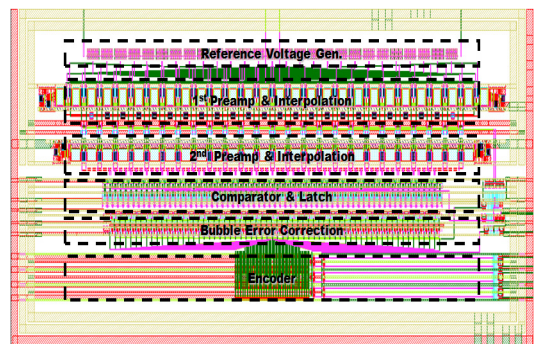 Reference Voltage Gen.
1st Preamp & Interpolation
2nd Preamp & Interpolation
Comparator & Latch
Bubble Error Correction
Encoder